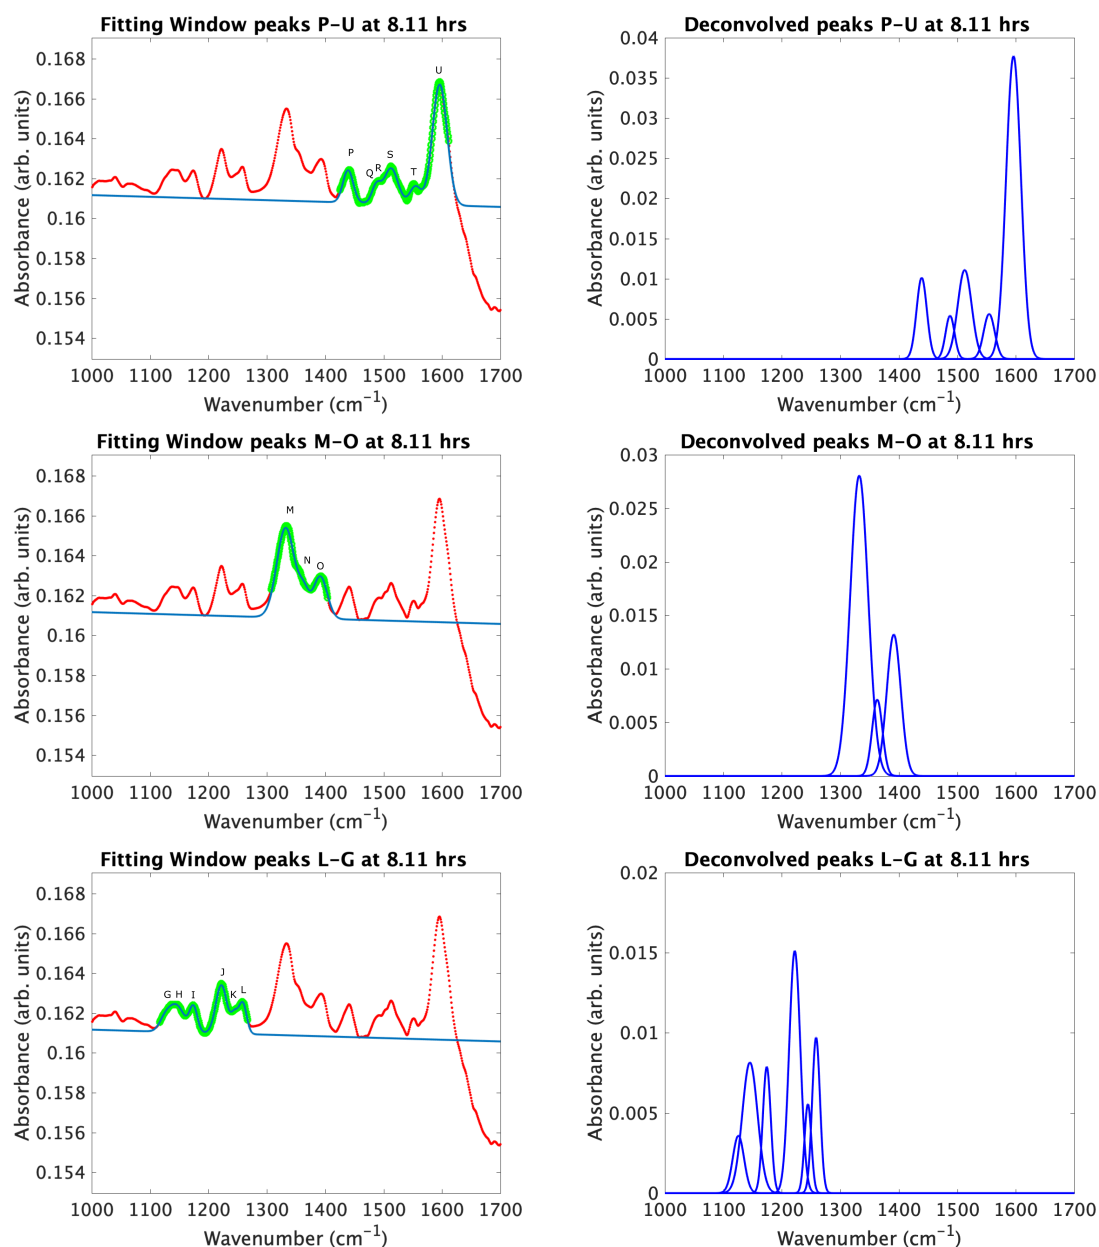 Fitting Window peaks P-U at 8.11 hrs
Absorbance (arb. units)
0.168
0.166
0.164
0.162
0.16
0.158
0.156
0.154
P
Q
R
S
T
U
1000 1100 1200 1300 1400 1500 1600 1700
Wavenumber (cm⁻¹)
Deconvolved peaks P-U at 8.11 hrs
Absorbance (arb. units)
0.04
0.035
0.03
0.025
0.02
0.015
0.01
0.005
0
1000 1100 1200 1300 1400 1500 1600 1700
Wavenumber (cm⁻¹)
Fitting Window peaks M-O at 8.11 hrs
Absorbance (arb. units)
0.168
0.166
0.164
0.162
0.16
0.158
0.156
0.154
M
N
O
1000 1100 1200 1300 1400 1500 1600 1700
Wavenumber (cm⁻¹)
Deconvolved peaks M-O at 8.11 hrs
Absorbance (arb. units)
0.03
0.025
0.02
0.015
0.01
0.005
0
1000 1100 1200 1300 1400 1500 1600 1700
Wavenumber (cm⁻¹)
Fitting Window peaks L-G at 8.11 hrs
Absorbance (arb. units)
0.168
0.166
0.164
0.162
0.16
0.158
0.156
0.154
G H I
J
K
L
1000 1100 1200 1300 1400 1500 1600 1700
Wavenumber (cm⁻¹)
Deconvolved peaks L-G at 8.11 hrs
Absorbance (arb. units)
0.02
0.015
0.01
0.005
0
1000 1100 1200 1300 1400 1500 1600 1700
Wavenumber (cm⁻¹)